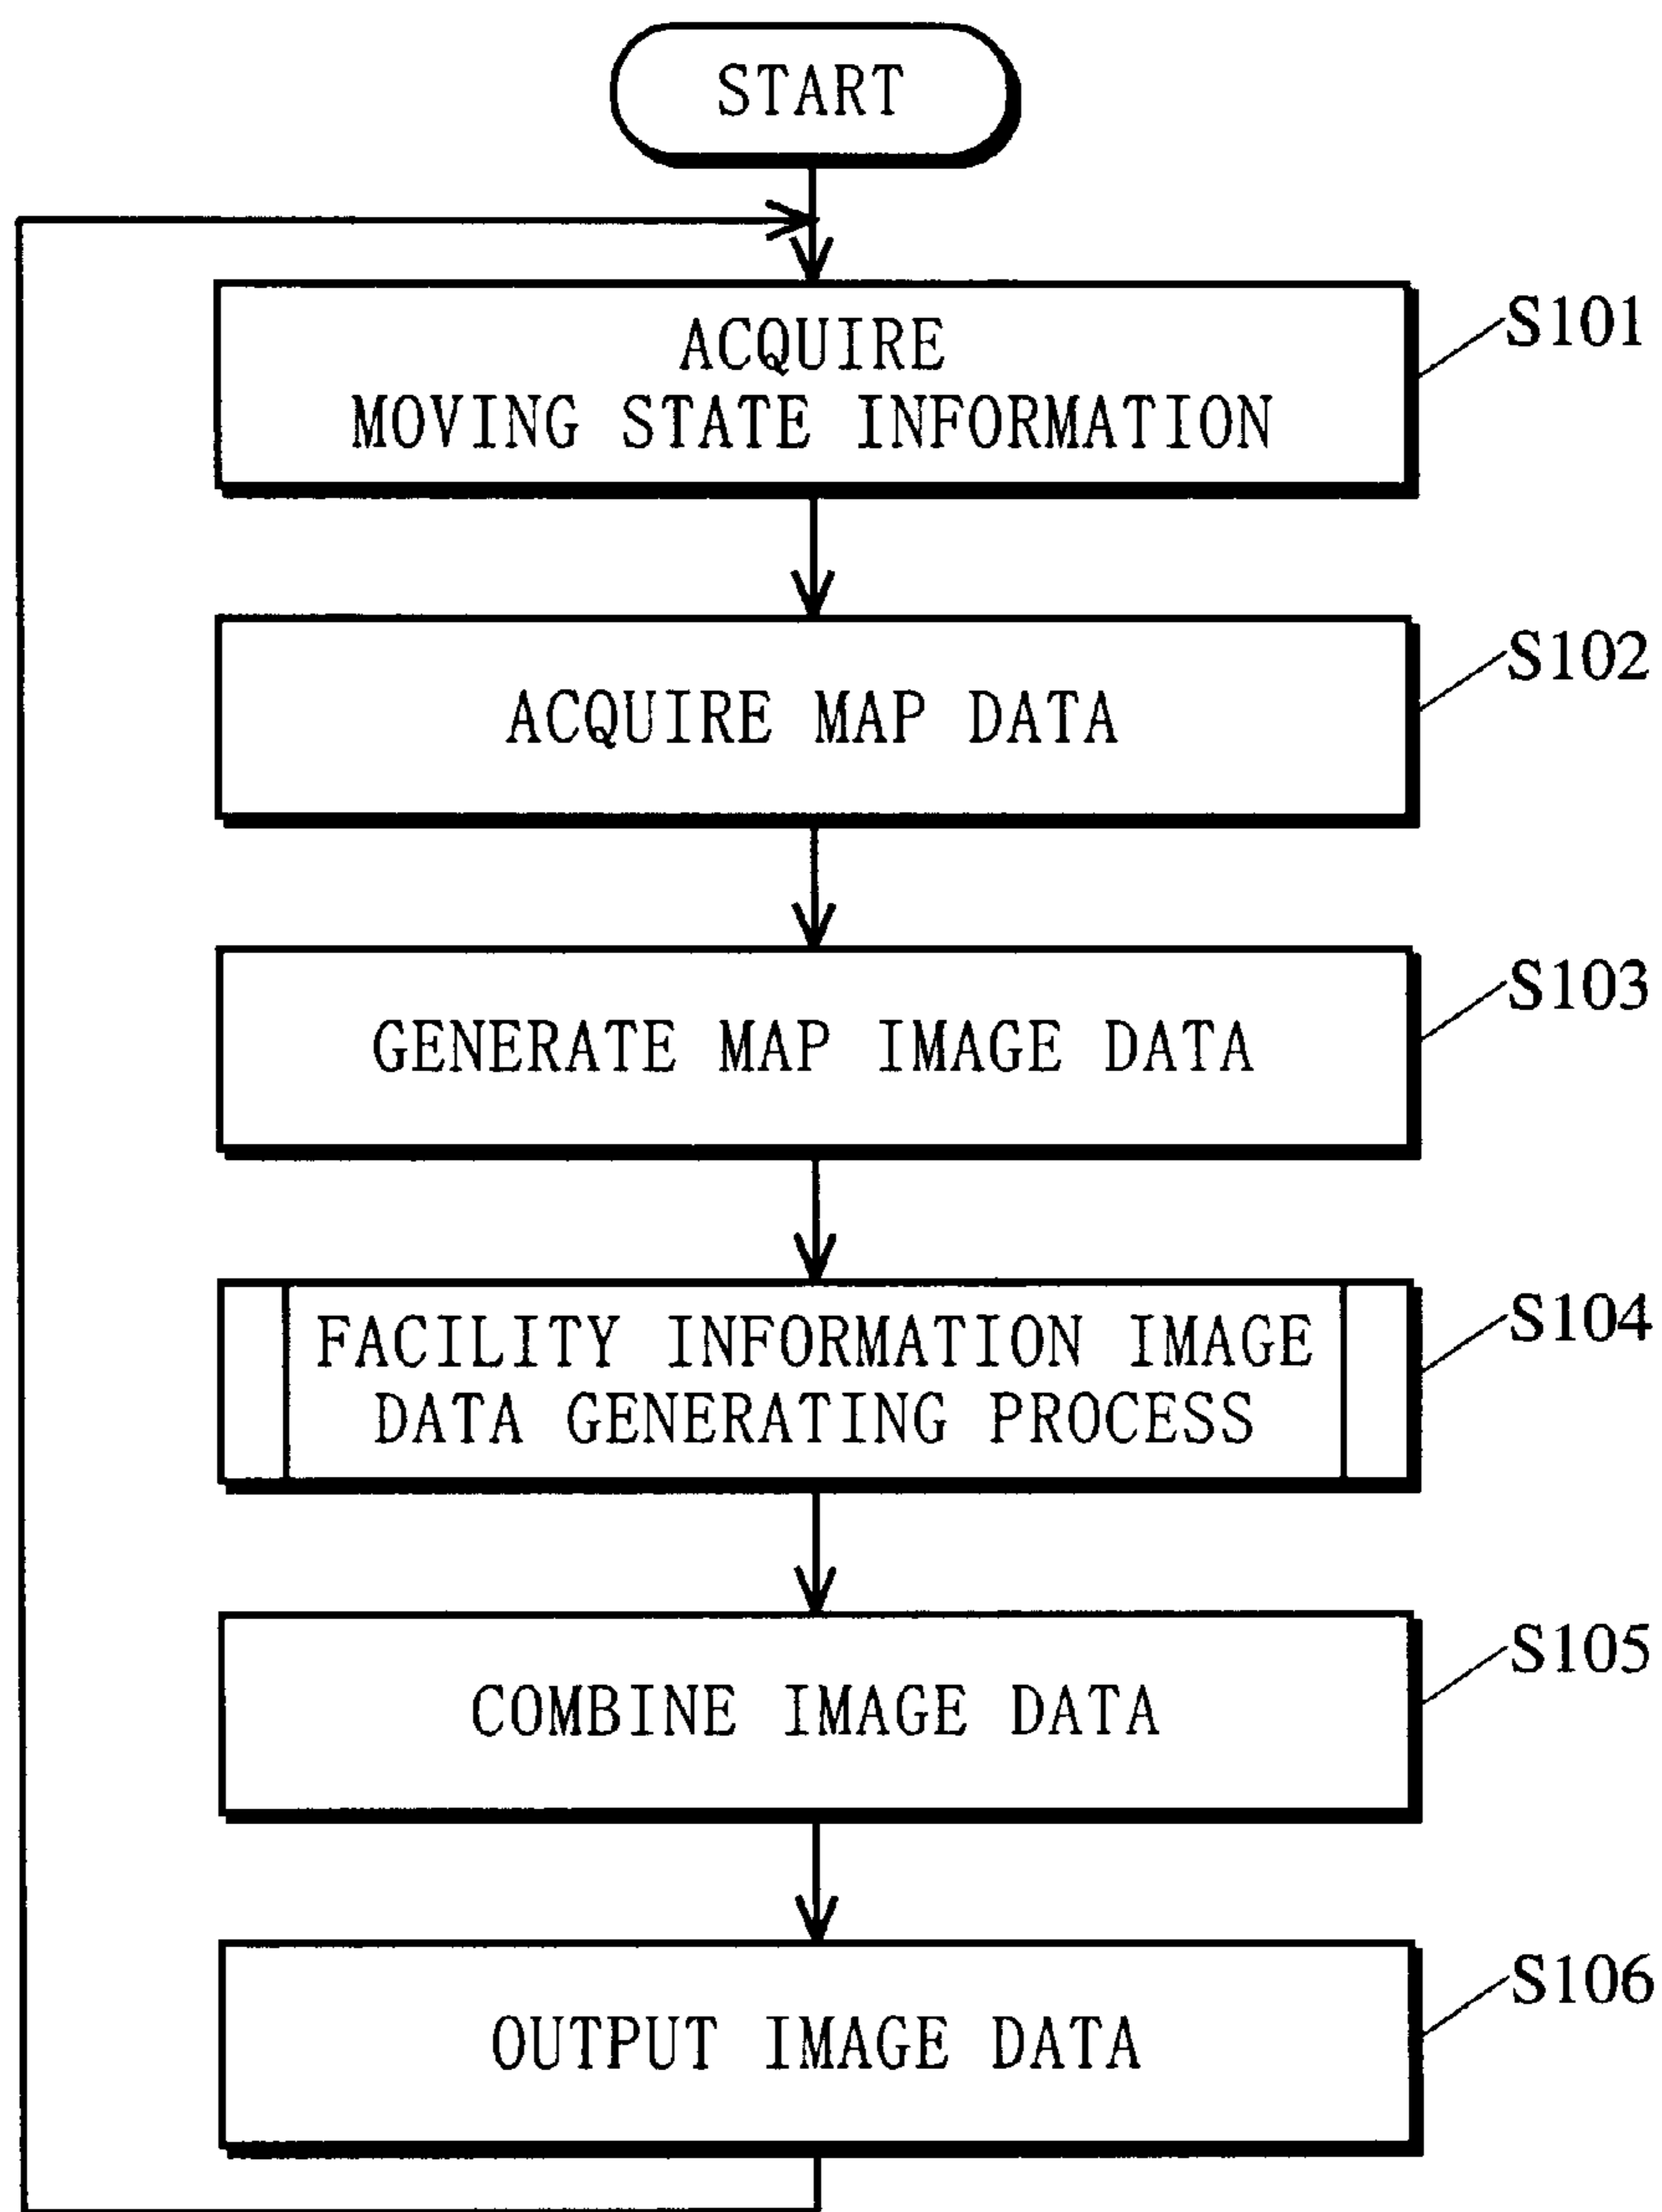 START
ACQUIRE
MOVING STATE INFORMATION
S101
ACQUIRE MAP DATA
S102
GENERATE MAP IMAGE DATA
S103
FACILITY INFORMATION IMAGE
DATA GENERATING PROCESS
S104
COMBINE IMAGE DATA
S105
OUTPUT IMAGE DATA
S106